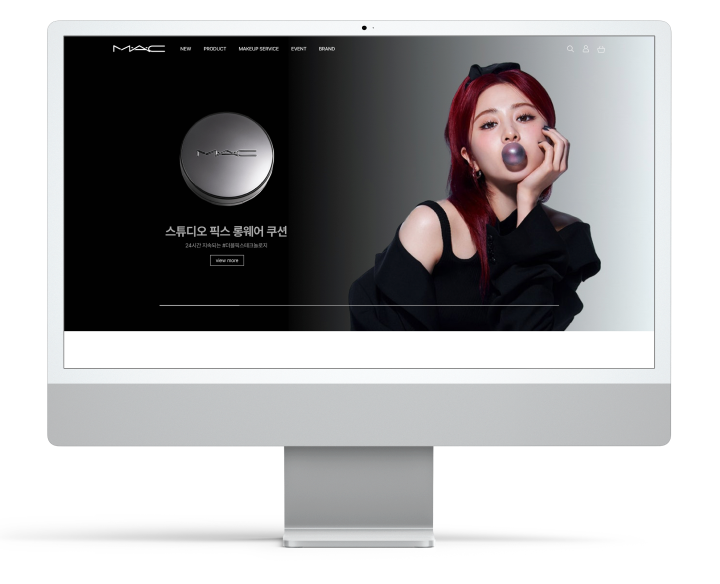 MAC
NEW PRODUCT MAKEUP SERVICE EVENT BRAND
MAC
스튜디오 픽스 롱웨어 쿠션
24시간 지속되는 #더블픽스테크놀로지
view more